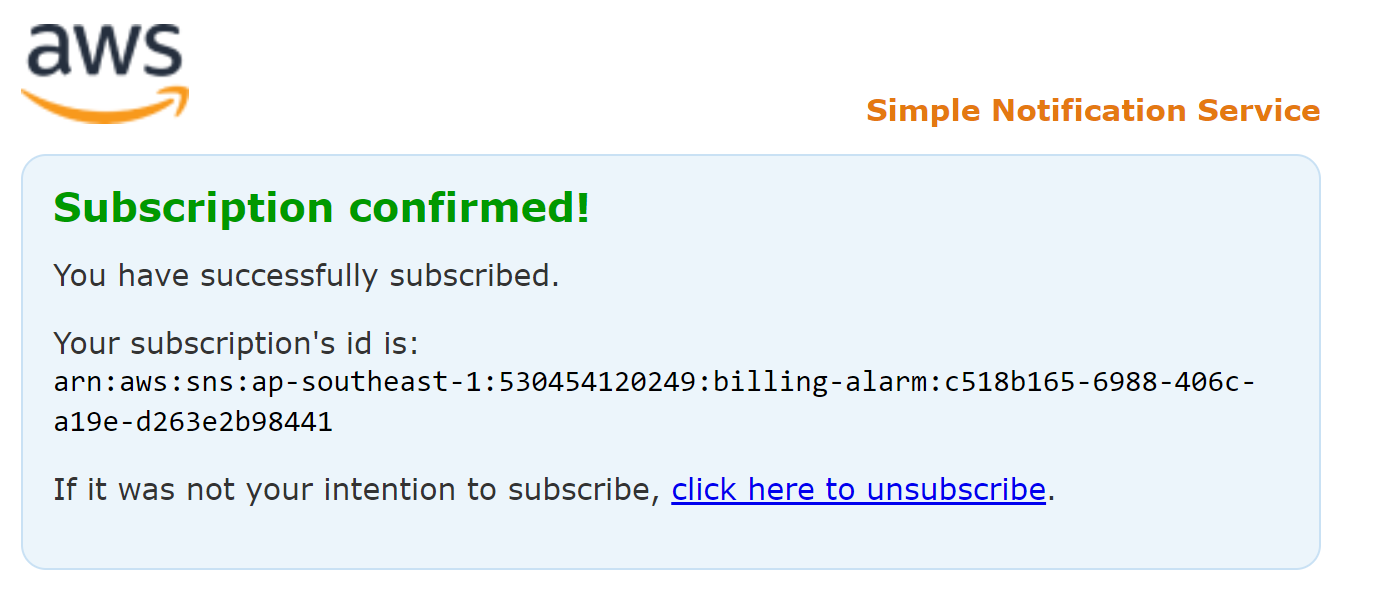 aws
Simple Notification Service
Subscription confirmed!
You have successfully subscribed.
Your subscription's id is:
arn:aws:sns:ap-southeast-1:530454120249:billing-alarm:c518b165-6988-406c-
a19e-d263e2b98441
If it was not your intention to subscribe, click here to unsubscribe.